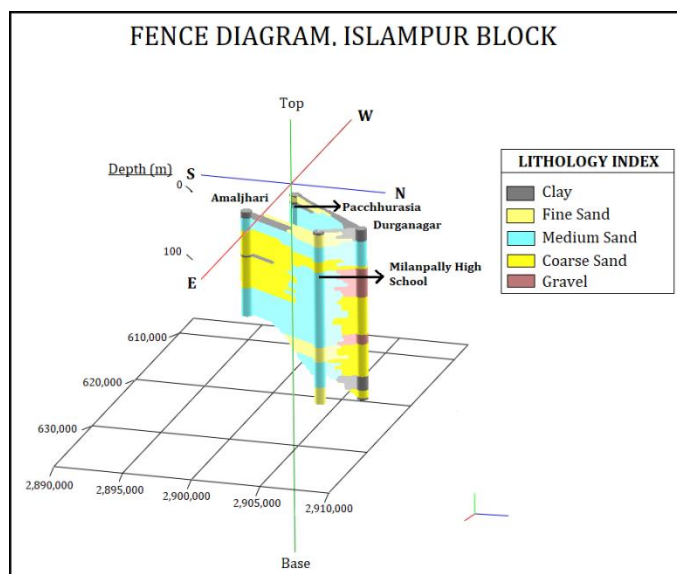 FENCE DIAGRAM, ISLAMPUR BLOCK
Top
W
Depth (m)
S
0
N
Amaljhari
Pacchhurasia
Durganagar
100
E
Milanpally High
School
LITHOLOGY INDEX
Clay
Fine Sand
Medium Sand
Coarse Sand
Gravel
610,000
620,000
630,000
2,890,000
2,895,000
2,900,000
2,905,000
2,910,000
Base